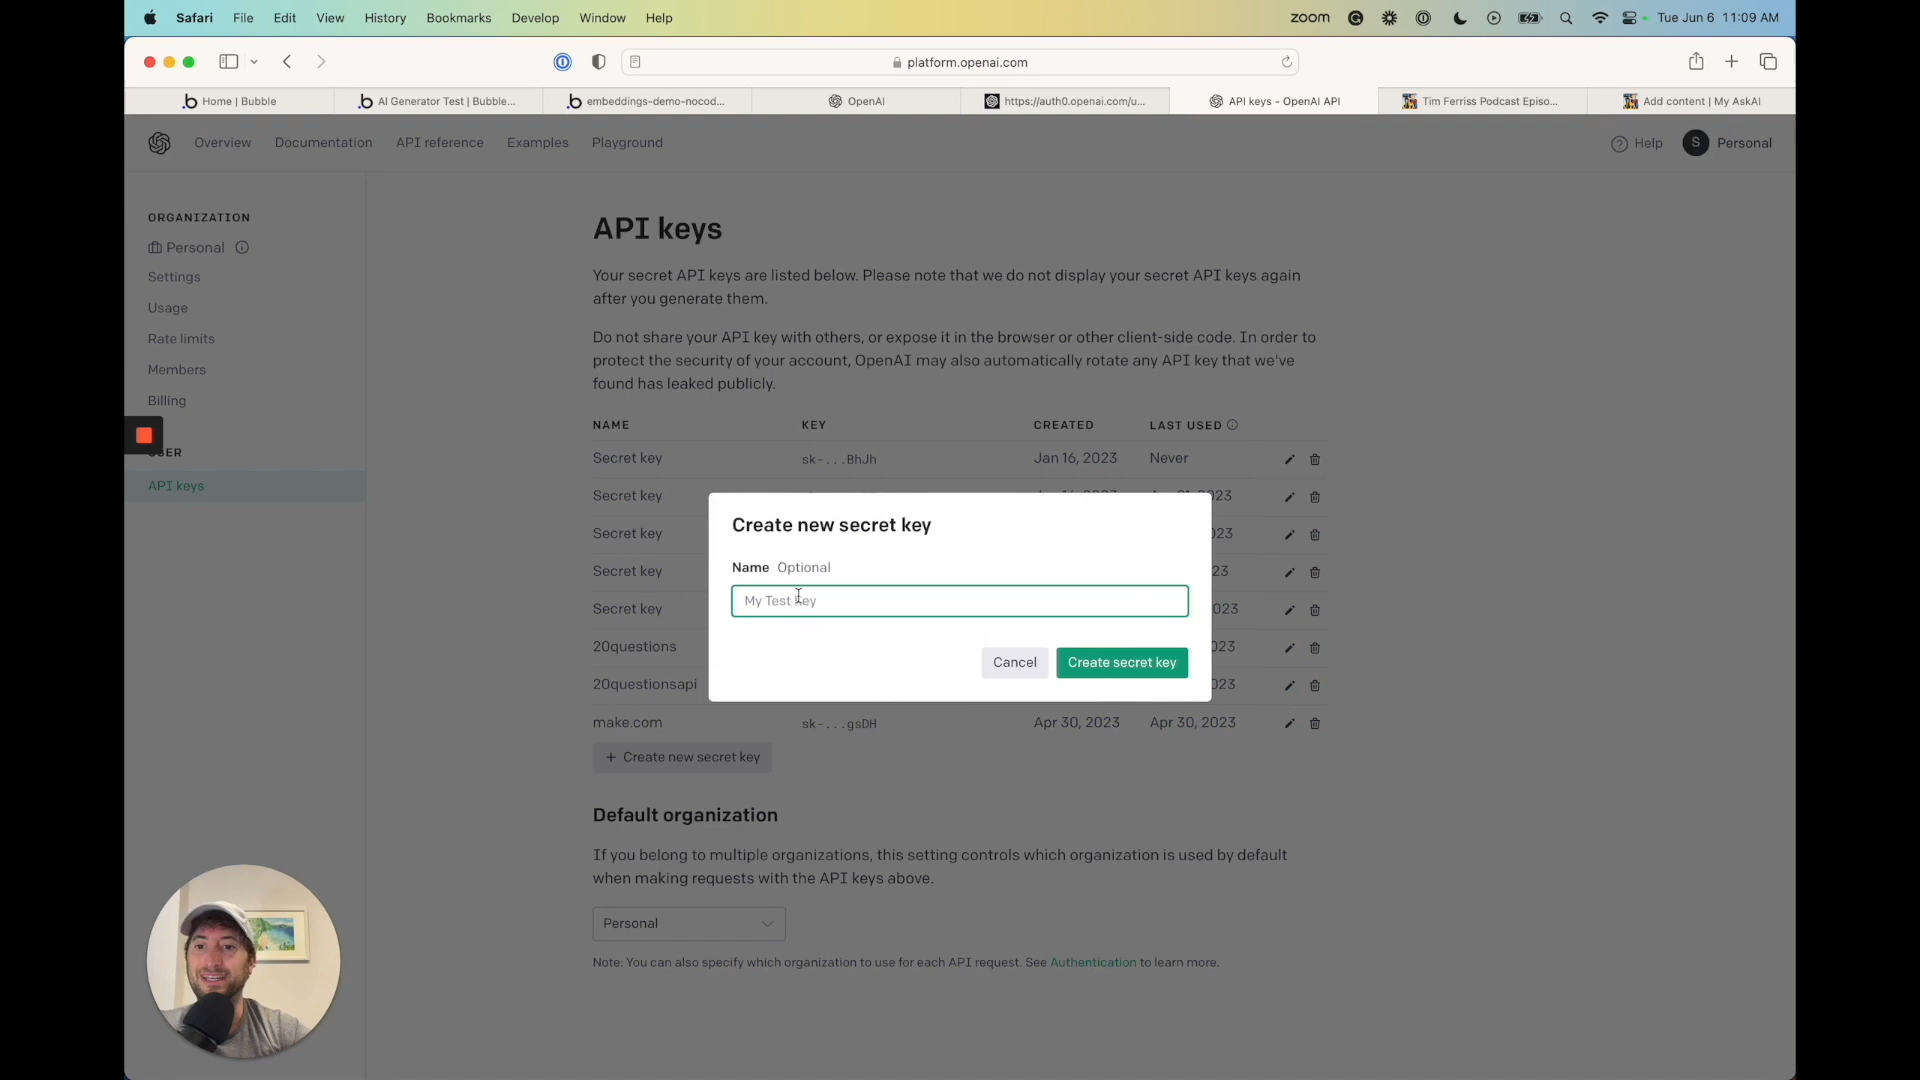 Safari File Edit View History Bookmarks Develop Window Help zoom Tue Jun 6 11:09 AM
platform.openai.com
Home | Bubble AI Generator Test | Bubble... embeddings-demo-nocod... OpenAI https://auth0.openai.com/u... API keys - OpenAI API Tim Ferriss Podcast Episo... Add content | My AskAI
Overview Documentation API reference Examples Playground Help S Personal
ORGANIZATION
Personal
Settings
Usage
Rate limits
Members
Billing
SER
API keys
API keys
Your secret API keys are listed below. Please note that we do not display your secret API keys again
after you generate them.
Do not share your API key with others, or expose it in the browser or other client-side code. In order to
protect the security of your account, OpenAI may also automatically rotate any API key that we've
found has leaked publicly.
NAME KEY CREATED LAST USED
Secret key sk-...BhJh Jan 16, 2023 Never
Secret key 23
Secret key 023
Secret key 23
Secret key 023
20questions 023
20questionsapi 023
make.com sk-...gsDH Apr 30, 2023 Apr 30, 2023
+ Create new secret key
Create new secret key
Name Optional
My Test Key
Cancel Create secret key
Default organization
If you belong to multiple organizations, this setting controls which organization is used by default
when making requests with the API keys above.
Personal
Note: You can also specify which organization to use for each API request. See Authentication to learn more.